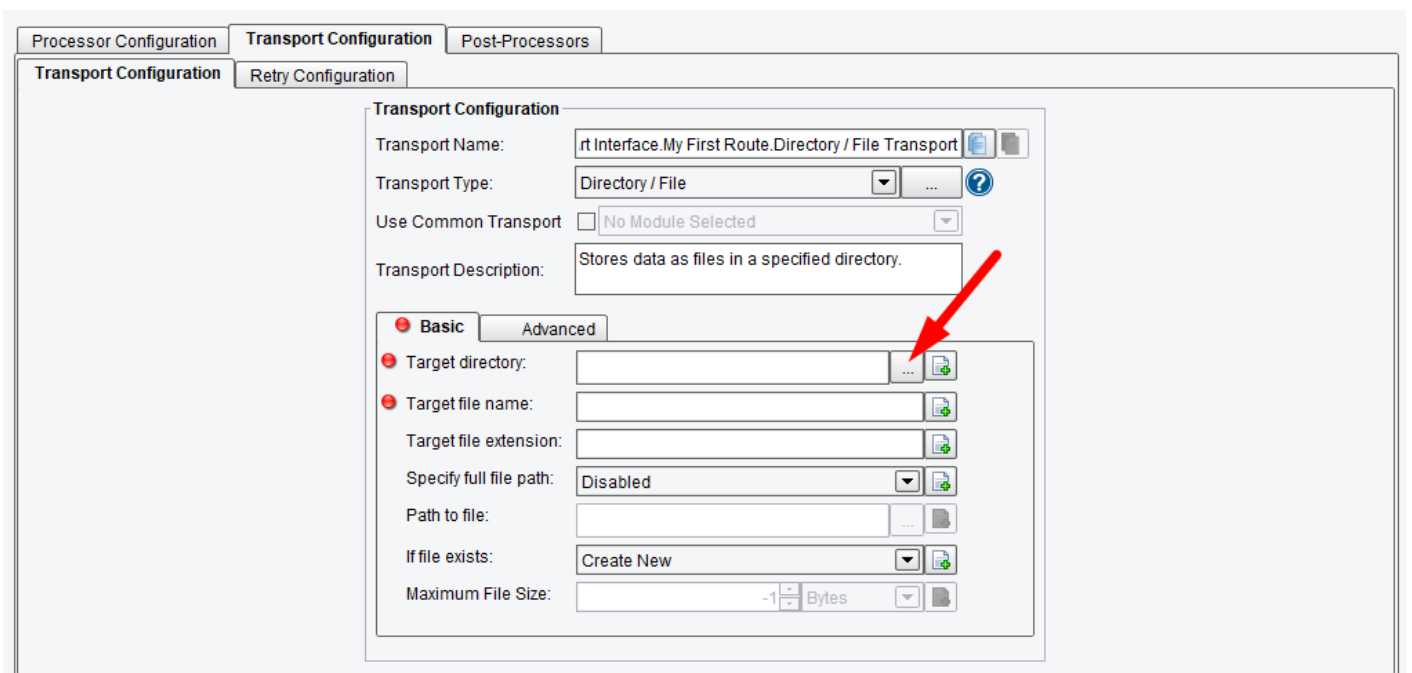 Processor Configuration Transport Configuration Post-Processors
Transport Configuration Retry Configuration
Transport Configuration
Transport Name: rt Interface.My First Route.Directory / File Transport
Transport Type: Directory / File ... ?
Use Common Transport No Module Selected
Transport Description: Stores data as files in a specified directory.
Basic Advanced
Target directory: ...
Target file name:
Target file extension:
Specify full file path: Disabled
Path to file: ...
If file exists: Create New
Maximum File Size: -1 Bytes